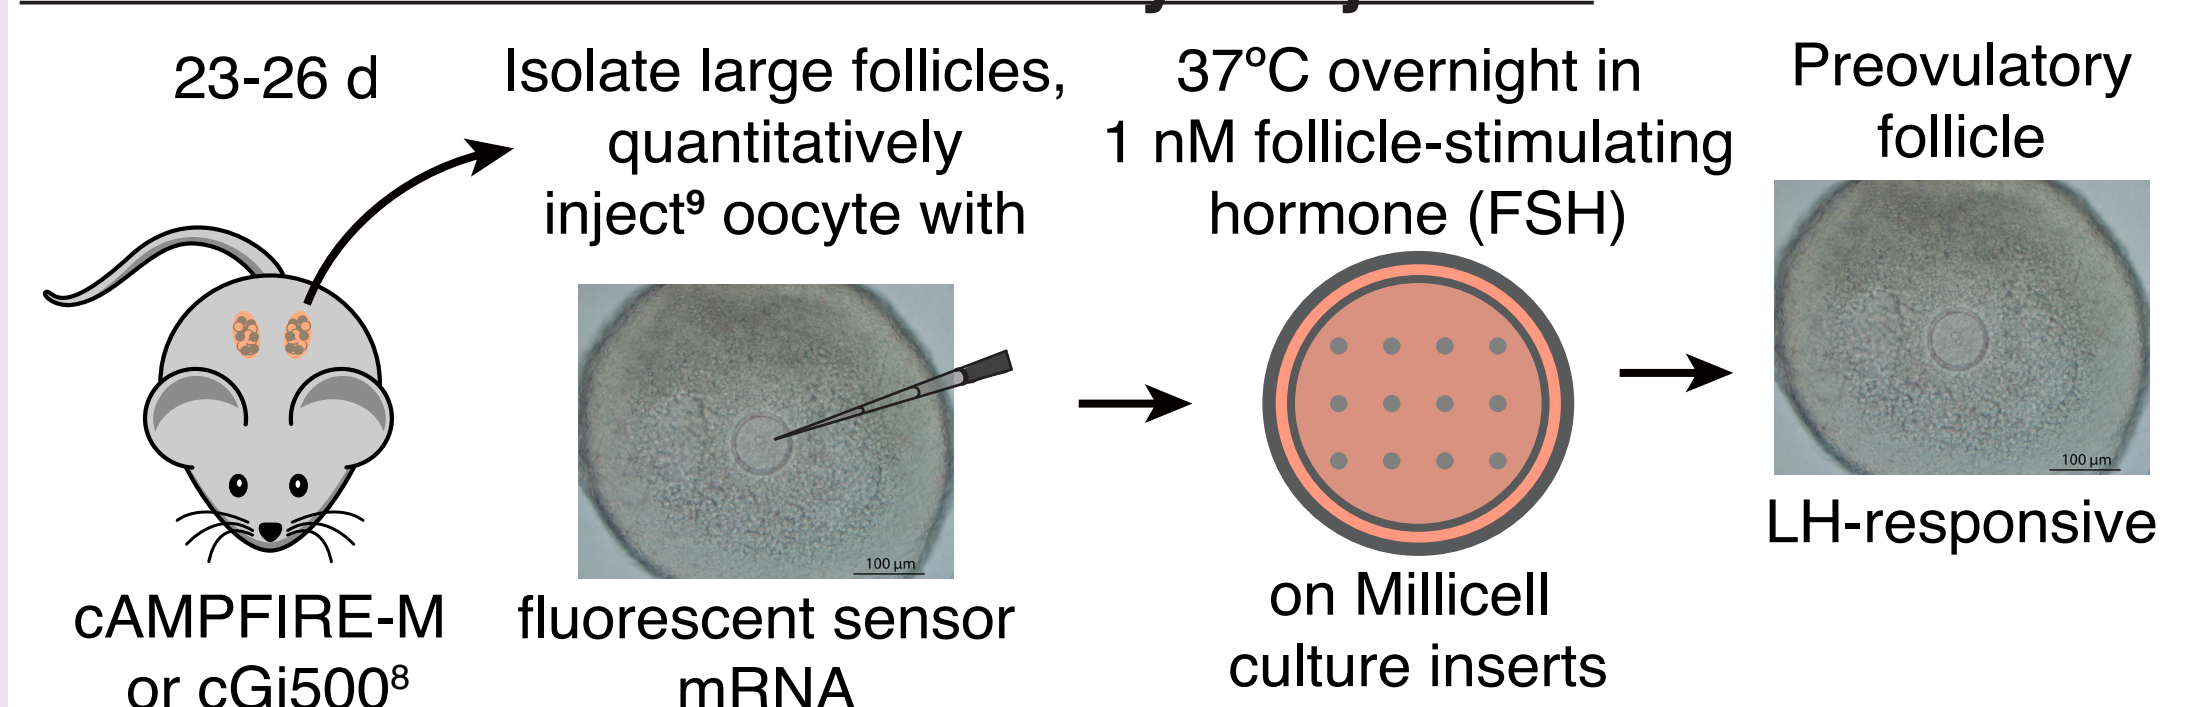 23-26 d
cAMPFIRE-M
or cGi500⁸
Isolate large follicles,
quantitatively
inject⁹ oocyte with
100 µm
fluorescent sensor
mRNA
37ºC overnight in
1 nM follicle-stimulating
hormone (FSH)
on Millicell
culture inserts
Preovulatory
follicle
100 µm
LH-responsive